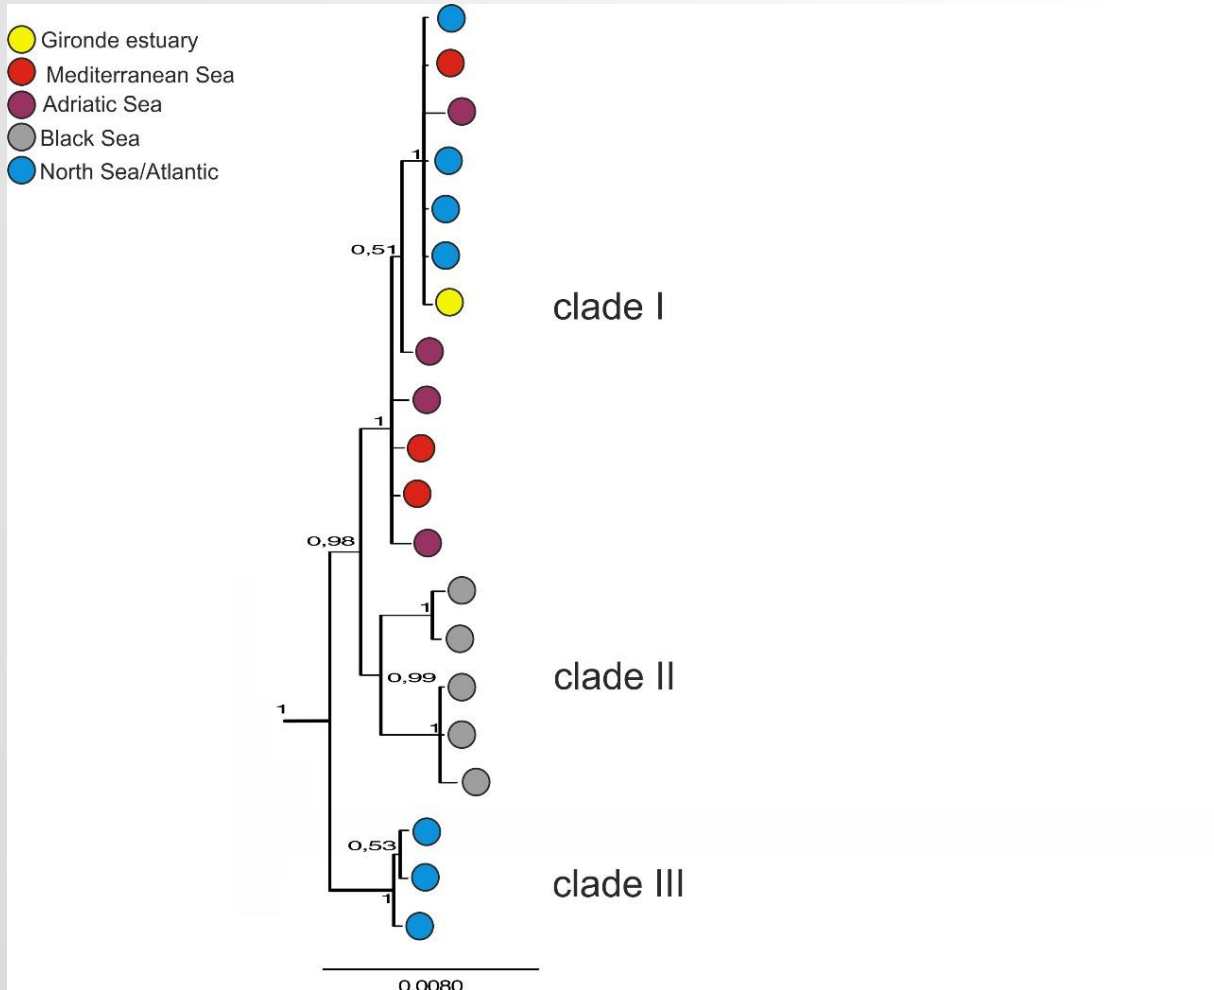 Gironde estuary
Mediterranean Sea
Adriatic Sea
Black Sea
North Sea/Atlantic
1
0,51
clade I
1
0,98
1
0,99
clade II
1
1
0,53
clade III
1
0.0080